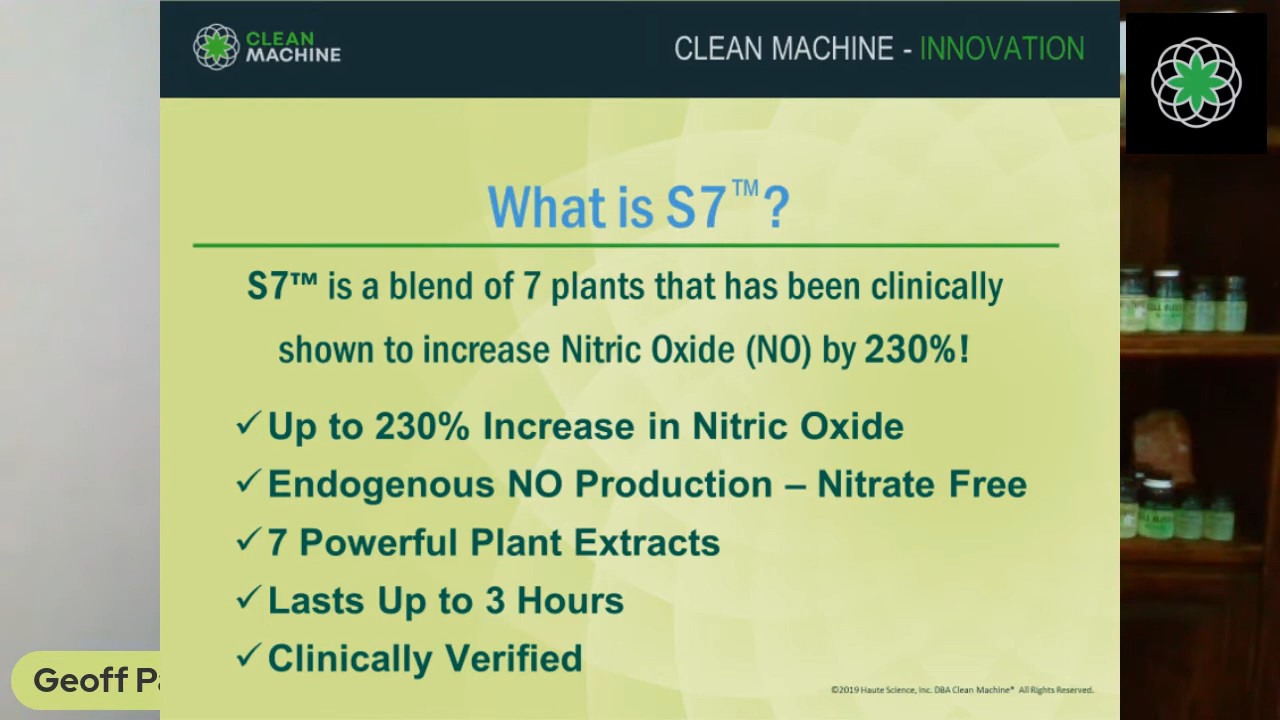 CLEAN
MACHINE
CLEAN MACHINE - INNOVATION
What is S7™?
S7™ is a blend of 7 plants that has been clinically
shown to increase Nitric Oxide (NO) by 230%!
✓ Up to 230% Increase in Nitric Oxide
✓ Endogenous NO Production – Nitrate Free
✓ 7 Powerful Plant Extracts
✓ Lasts Up to 3 Hours
✓ Clinically Verified
Geoff
©2019 Haute Science, Inc. DBA Clean Machine® All Rights Reserved.